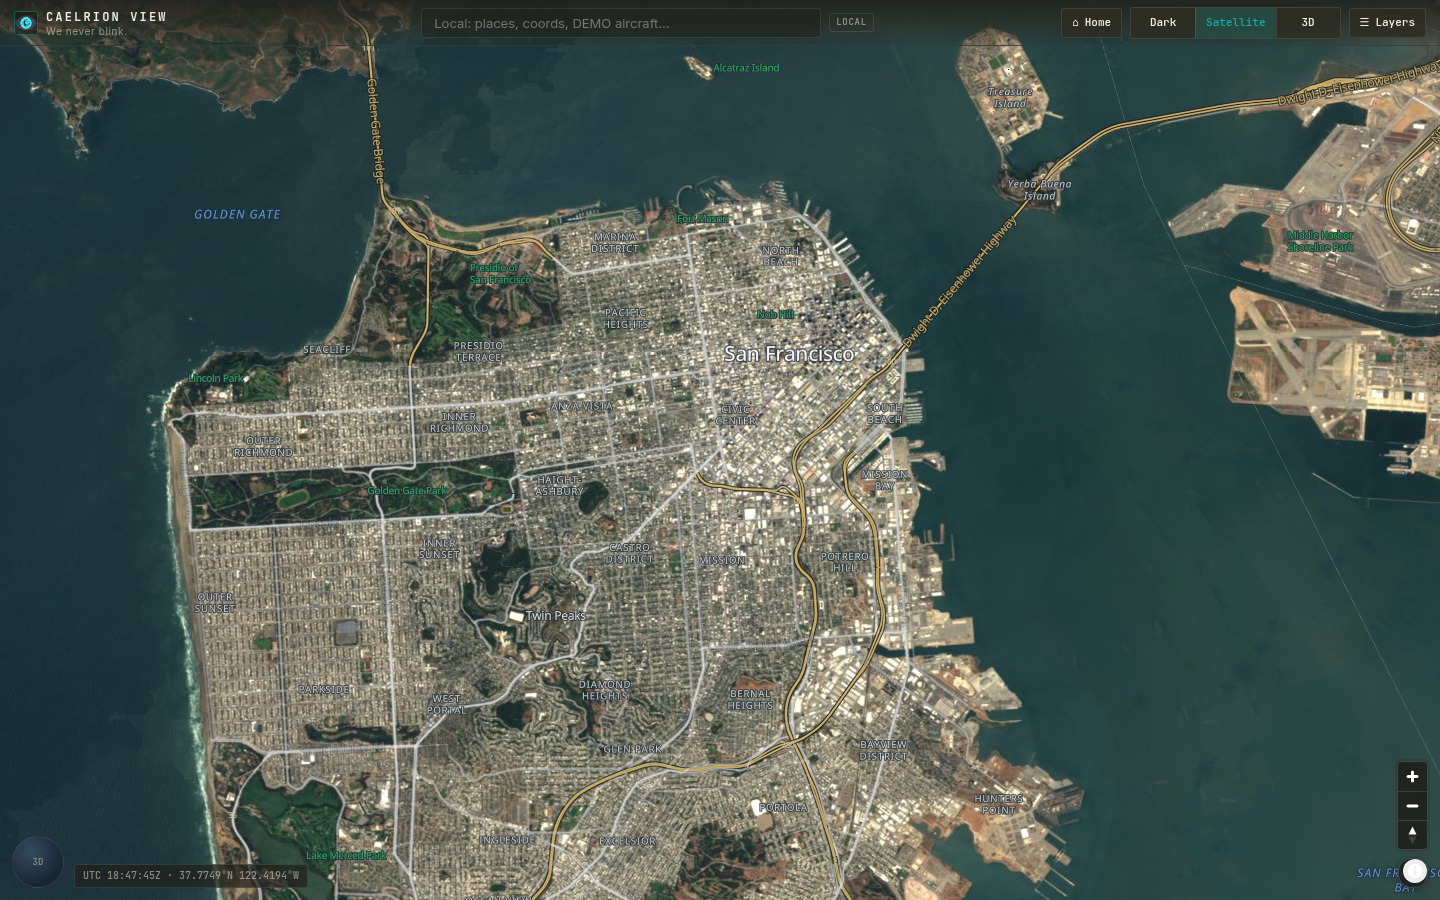 CAELRION VIEW
We never blink.
Local: places, coords, DEMO aircraft...
LOCAL
⌂ Home
Dark
Satellite
3D
☰ Layers
Alcatraz Island
Treasure
Island
Dwight D. Eisenhower Highway
Golden Gate Bridge
Yerba Buena
Island
GOLDEN GATE
Fort Mason
MARINA
DISTRICT
NORTH
BEACH
Middle Harbor
Shoreline Park
Presidio of
San Francisco
Dwight D. Eisenhower Highway
PACIFIC
HEIGHTS
Nob Hill
SEACLIFF
PRESIDIO
TERRACE
San Francisco
Lincoln Park
ANZA VISTA
INNER
RICHMOND
CIVIC
CENTER
SOUTH
BEACH
OUTER
RICHMOND
Golden Gate Park
HAIGHT-
ASHBURY
MISSION
BAY
INNER
SUNSET
CASTRO
DISTRICT
MISSION
POTRERO
HILL
OUTER
SUNSET
Twin Peaks
PARKSIDE
WEST
PORTAL
DIAMOND
HEIGHTS
BERNAL
HEIGHTS
GLEN PARK
BAYVIEW
DISTRICT
PORTOLA
HUNTERS
POINT
INGLESIDE
EXCELSIOR
Lake Merced Park
3D
UTC 18:47:45Z · 37.7749°N 122.4194°W